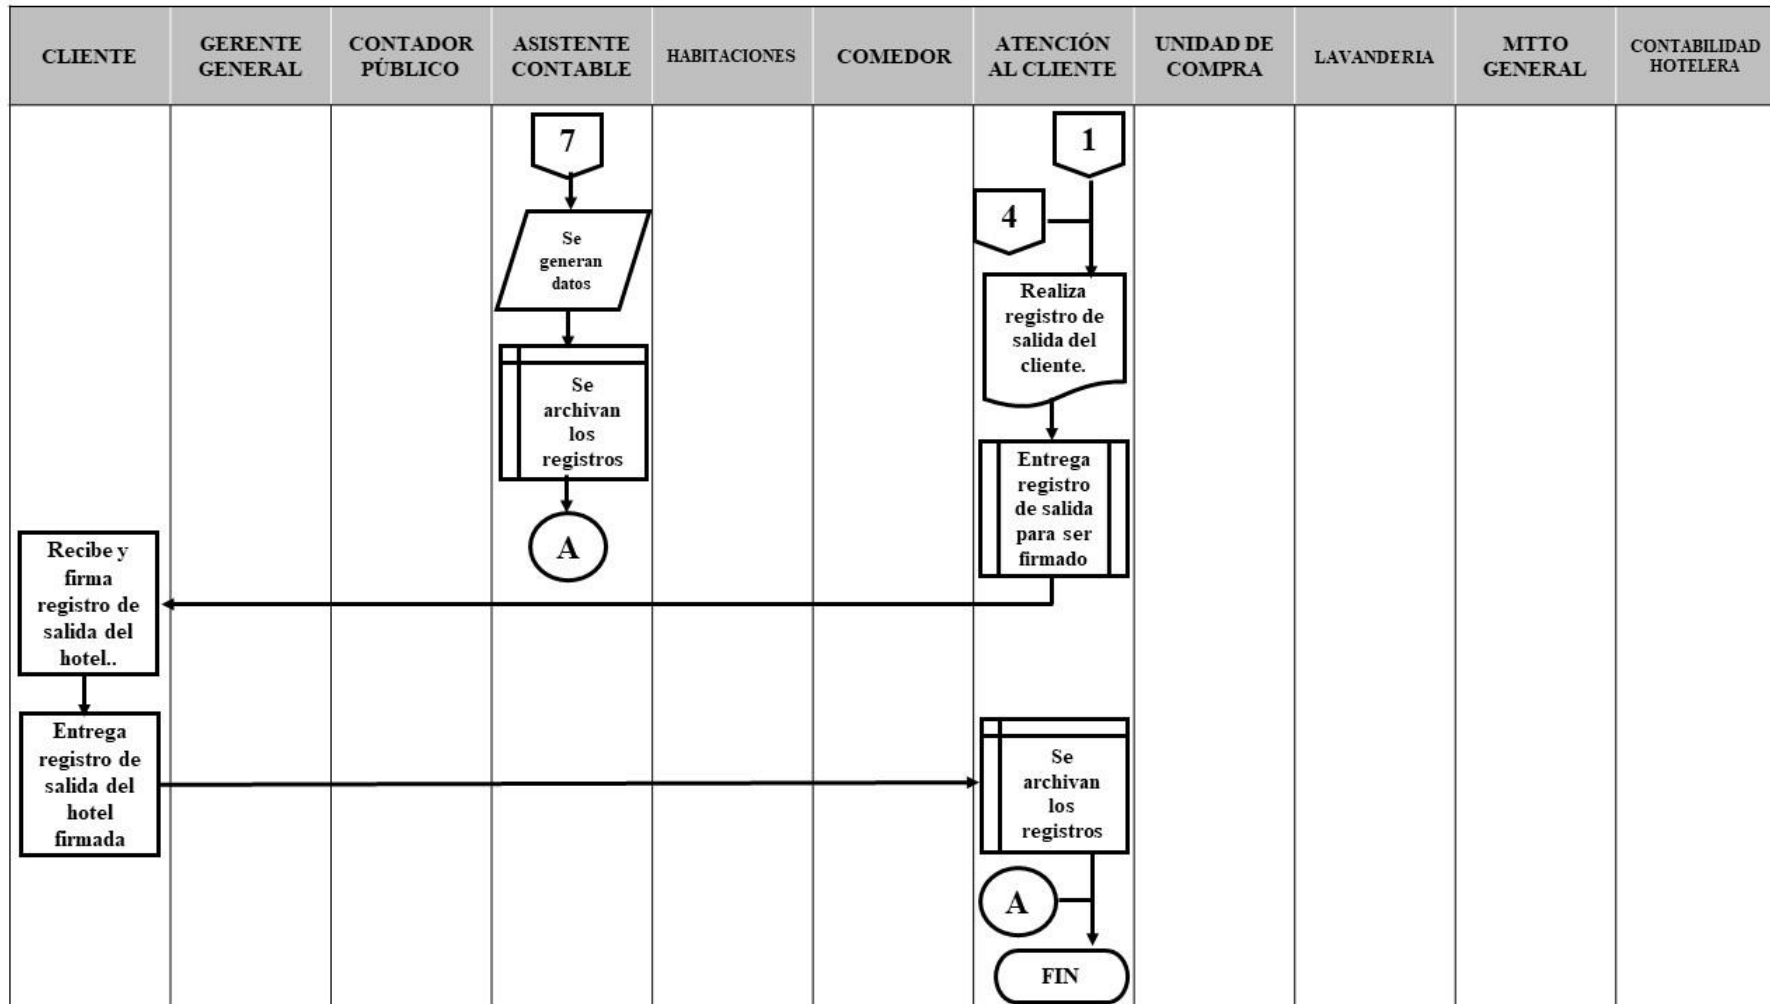 CLIENTE
GERENTE
GENERAL
CONTADOR
PÚBLICO
ASISTENTE
CONTABLE
HABITACIONES
COMEDOR
ATENCIÓN
AL CLIENTE
UNIDAD DE
COMPRA
LAVANDERIA
MTTO
GENERAL
CONTABILIDAD
HOTELERA
7
Se
generan
datos
Se
archivan
los
registros
A
1
4
Realiza
registro de
salida del
cliente.
Entrega
registro
de salida
para ser
firmado
Recibe y
firma
registro de
salida del
hotel..
Entrega
registro de
salida del
hotel
firmada
Se
archivan
los
registros
A
FIN